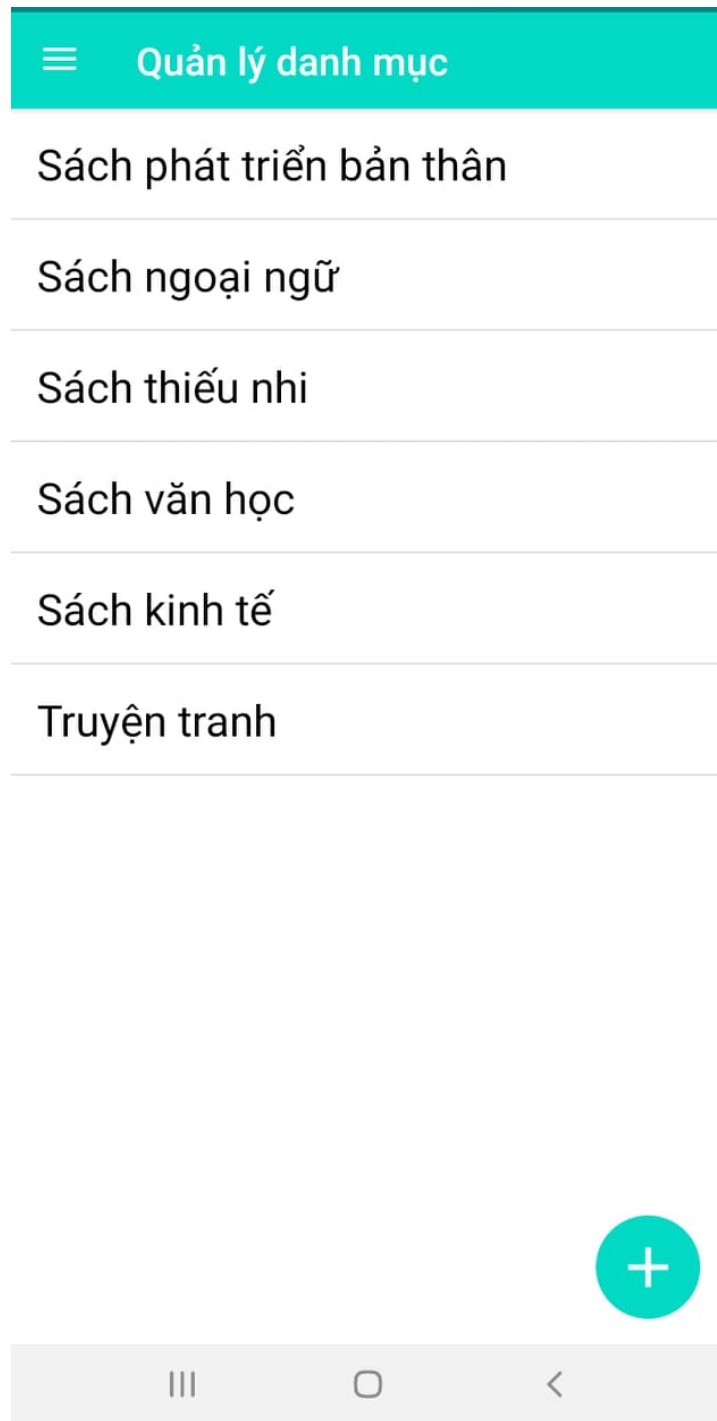 Quản lý danh mục
Sách phát triển bản thân
Sách ngoại ngữ
Sách thiếu nhi
Sách văn học
Sách kinh tế
Truyện tranh